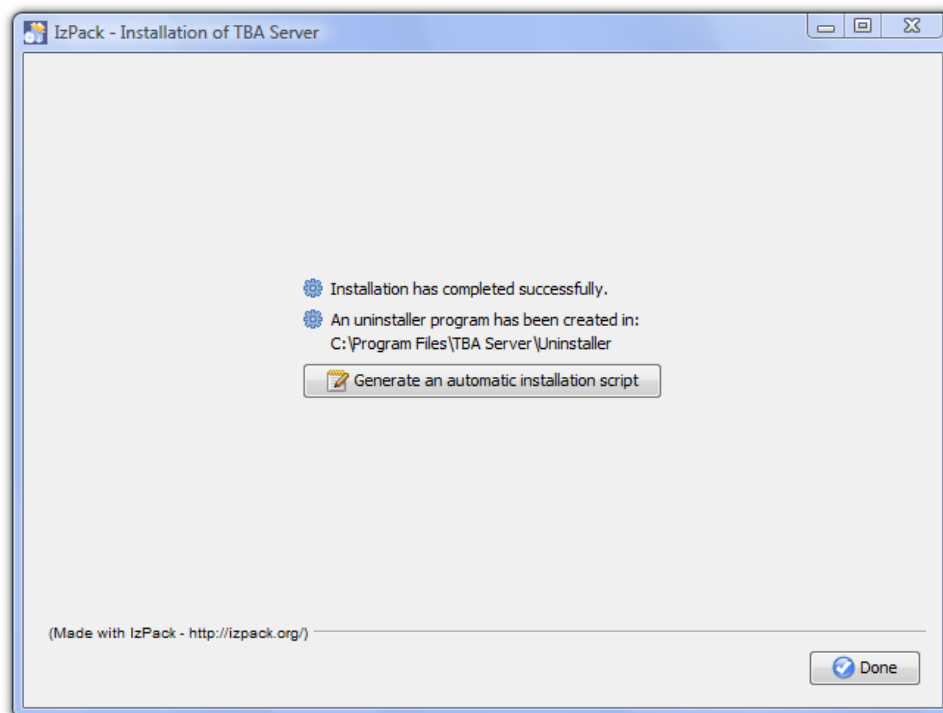 IzPack - Installation of TBA Server
Installation has completed successfully.
An uninstaller program has been created in:
C:\Program Files\TBA Server\Uninstaller
Generate an automatic installation script
(Made with IzPack - http://izpack.org/)
Done